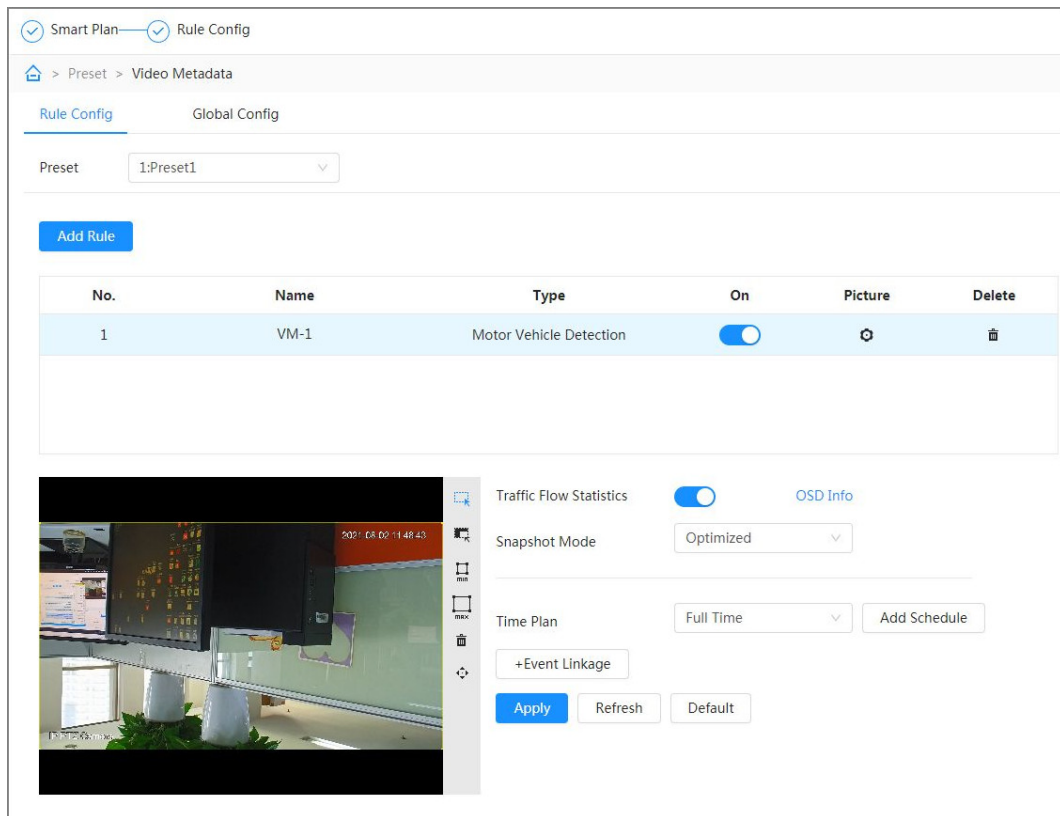 Smart Plan Rule Config
> Preset > Video Metadata
Rule Config Global Config
Preset 1:Preset1
Add Rule
No. Name Type On Picture Delete
1 VM-1 Motor Vehicle Detection
Traffic Flow Statistics OSD Info
2021-08-02 11:48:43
Snapshot Mode Optimized
min
max
Time Plan Full Time Add Schedule
+Event Linkage
Apply Refresh Default